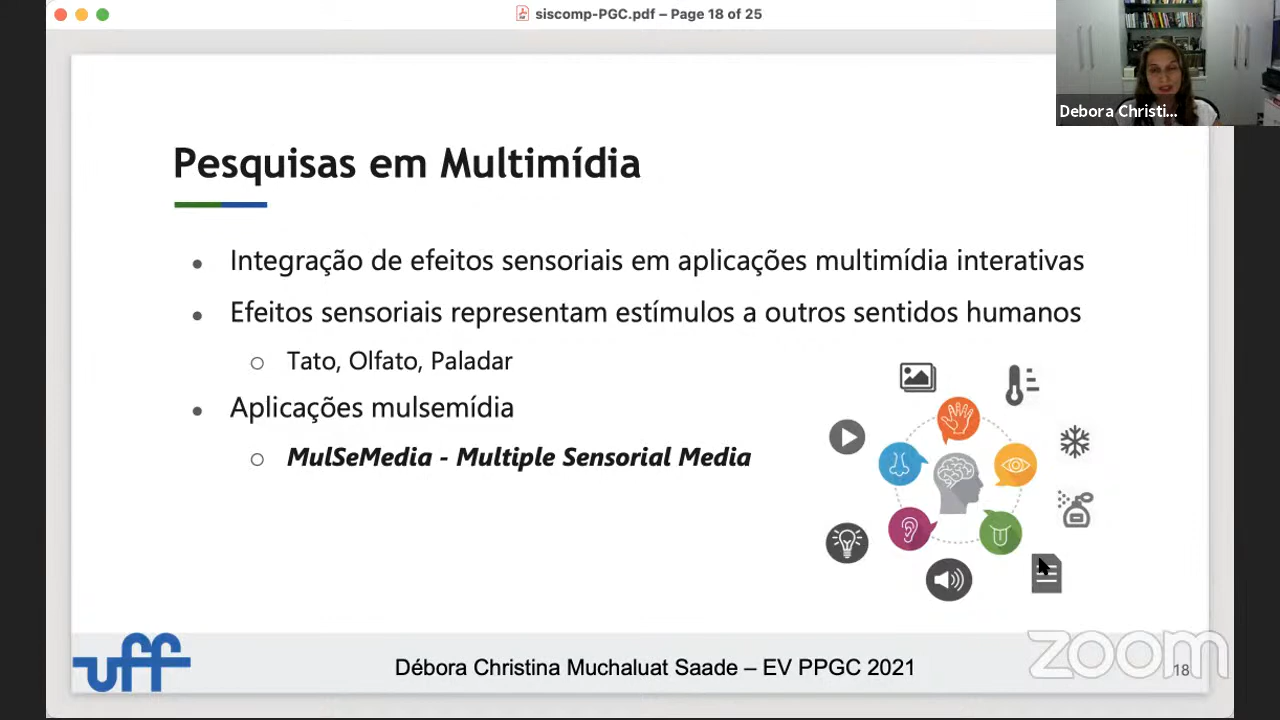 siscomp-PGC.pdf – Page 18 of 25
Debora Christi...
Pesquisas em Multimídia
• Integração de efeitos sensoriais em aplicações multimídia interativas
• Efeitos sensoriais representam estímulos a outros sentidos humanos
○ Tato, Olfato, Paladar
• Aplicações mulsemídia
○ MulSeMedia - Multiple Sensorial Media
uff
Débora Christina Muchaluat Saade – EV PPGC 2021
zoom
18